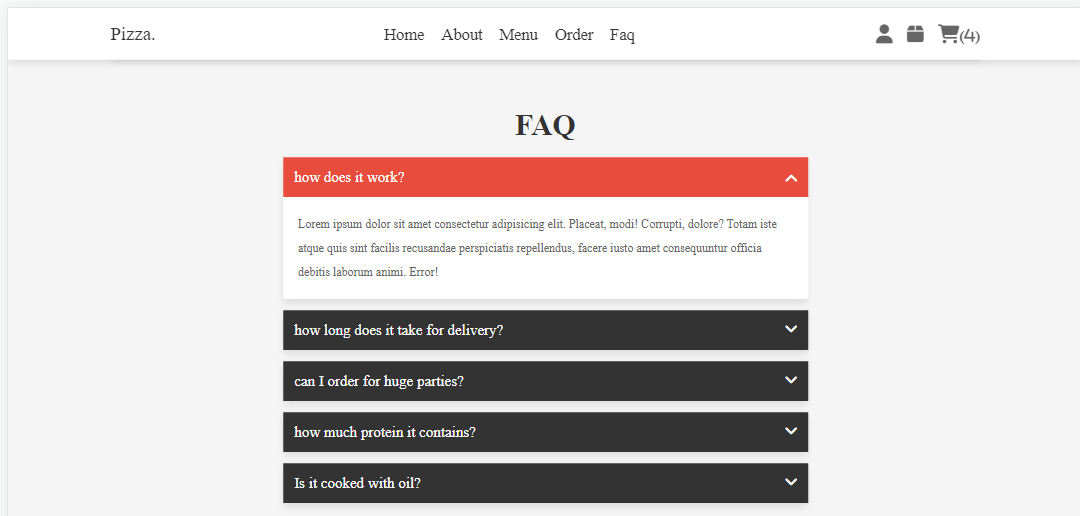 Pizza. Home About Menu Order Faq (4)
FAQ
how does it work?
Lorem ipsum dolor sit amet consectetur adipisicing elit. Placeat, modi! Corrupti, dolore? Totam iste
atque quis sint facilis recusandae perspiciatis repellendus, facere iusto amet consequuntur officia
debitis laborum animi. Error!
how long does it take for delivery?
can I order for huge parties?
how much protein it contains?
Is it cooked with oil?